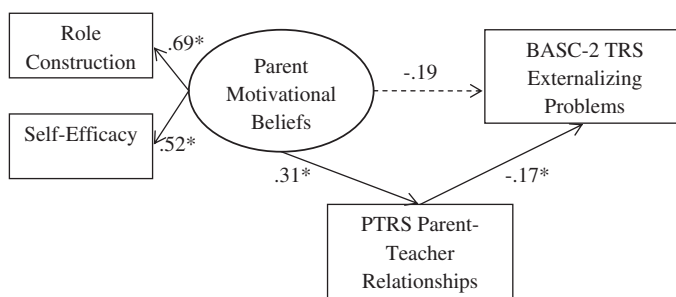 Role
Construction
.69*
Parent
Motivational
Beliefs
-.19
BASC-2 TRS
Externalizing
Problems
Self-Efficacy
.52*
.31*
-.17*
PTRS Parent-
Teacher
Relationships